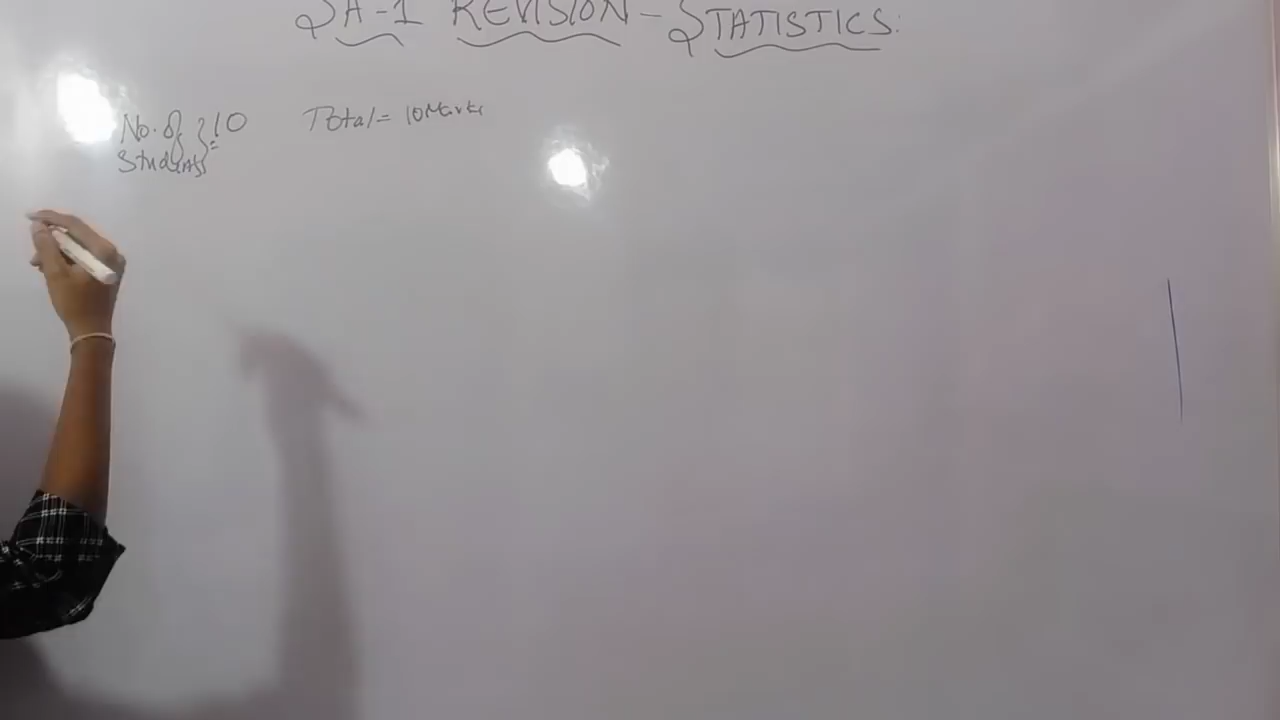 SA-1 REVISION - STATISTICS:
No. of } = 10 Total = 10 Marks
Students